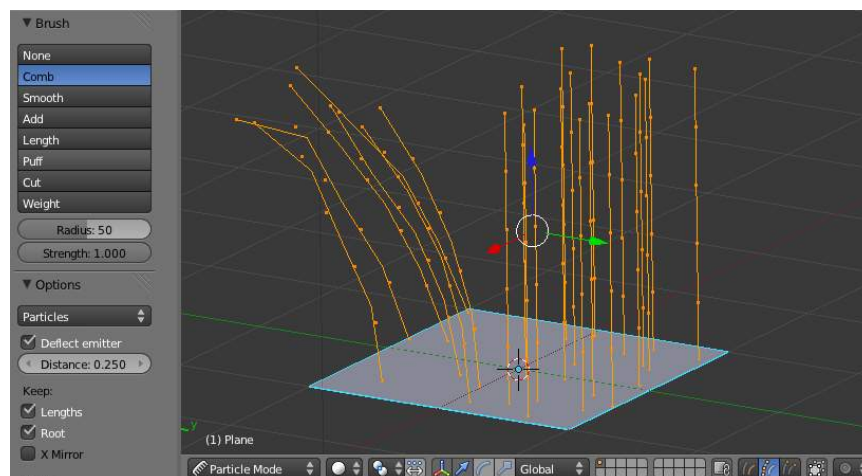 Brush
None
Comb
Smooth
Add
Length
Puff
Cut
Weight
Radius: 50
Strength: 1.000
Options
Particles
Deflect emitter
Distance: 0.250
Keep:
Lengths
Root
X Mirror
y
(1) Plane
Particle Mode
Global